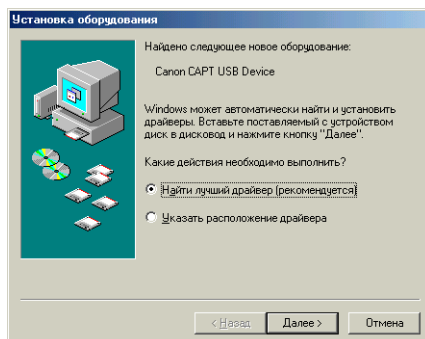 Установка оборудования
Найдено следующее новое оборудование:
Canon CAPT USB Device
Windows может автоматически найти и установить
драйверы. Вставьте поставляемый с устройством
диск в дисковод и нажмите кнопку "Далее".
Какие действия необходимо выполнить?
Найти лучший драйвер (рекомендуется)
Указать расположение драйвера
< Назад
Далее >
Отмена